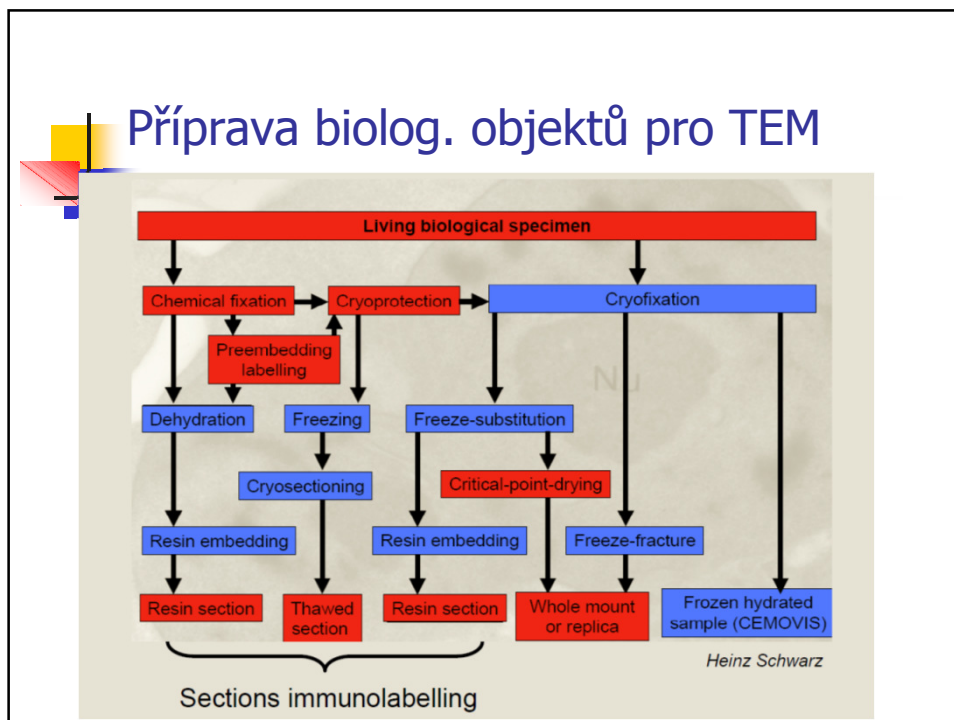 Příprava biolog. objektů pro TEM
Living biological specimen
Chemical fixation
Cryoprotection
Cryofixation
Preembedding
labelling
Nu
Dehydration
Freezing
Freeze-substitution
Cryosectioning
Critical-point-drying
Resin embedding
Resin embedding
Freeze-fracture
Resin section
Thawed
section
Resin section
Whole mount
or replica
Frozen hydrated
sample (CEMOVIS)
Heinz Schwarz
Sections immunolabelling